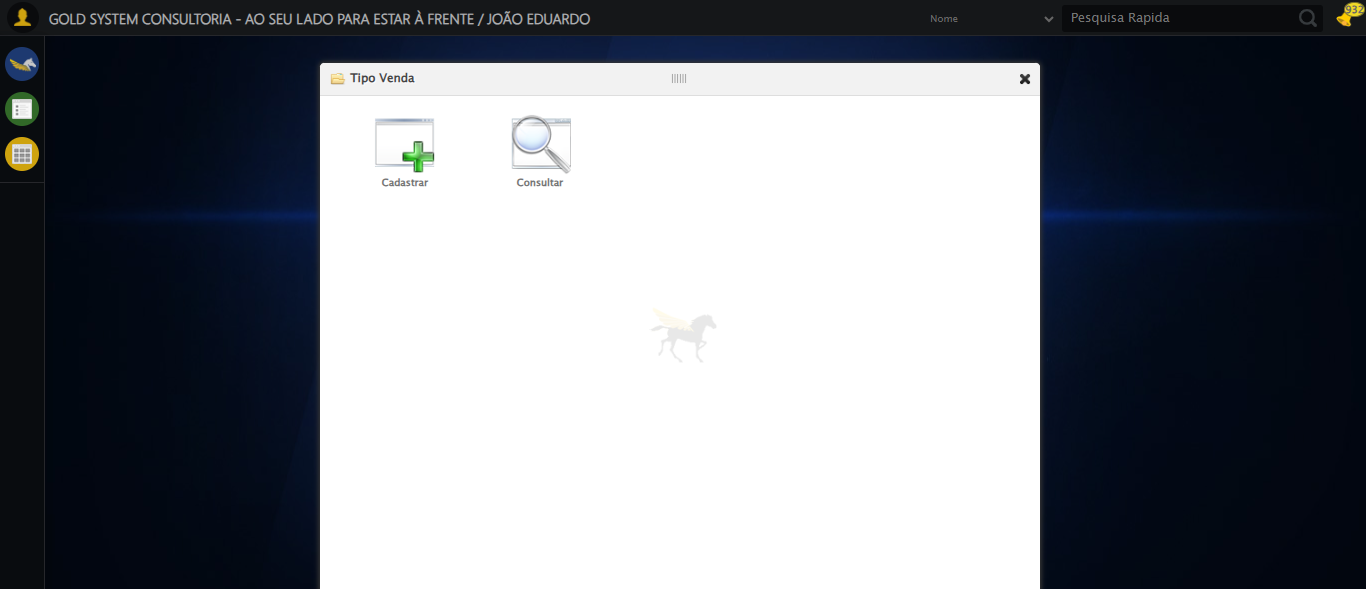 GOLD SYSTEM CONSULTORIA - AO SEU LADO PARA ESTAR À FRENTE / JOÃO EDUARDO
Nome
Pesquisa Rapida
932
Tipo Venda
Cadastrar
Consultar